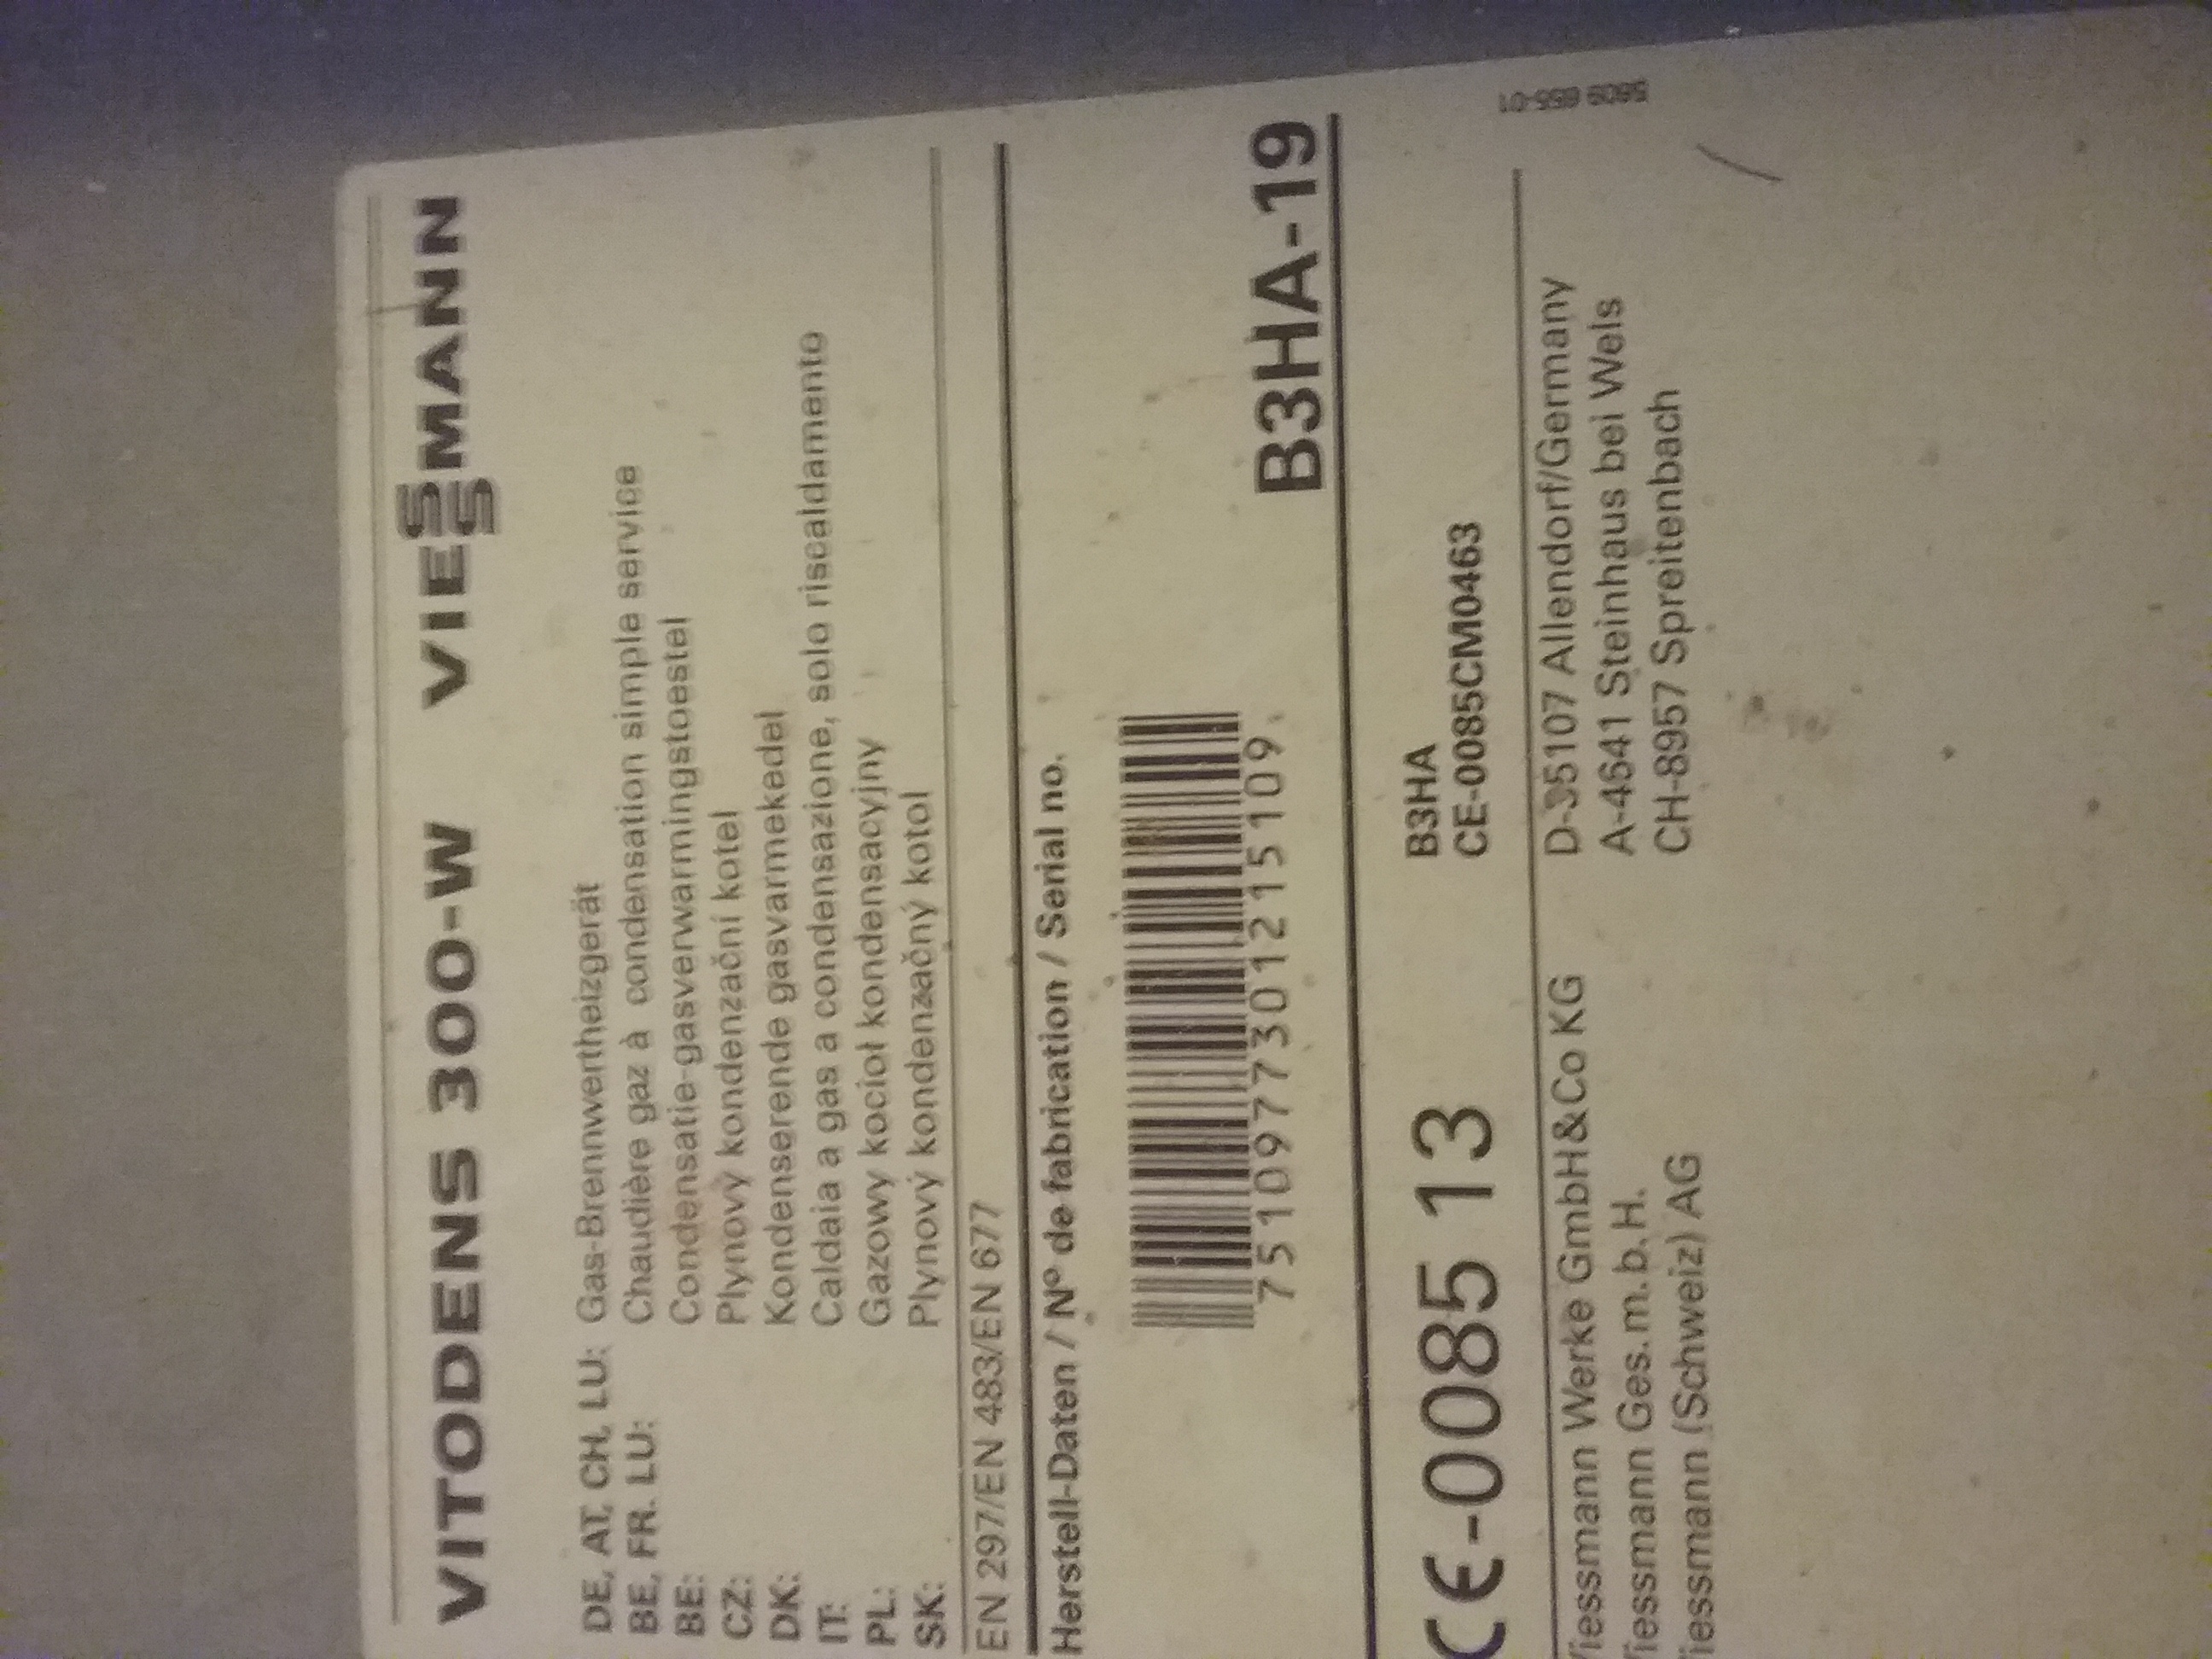 VITODENS 300-W VIESSMANN
DE, AT, CH, LU: Gas-Brennwertheizgerät
BE, FR. LU: Chaudière gaz à condensation simple service
BE: Condensatie-gasverwarmingstoestel
CZ: Plynový kondenzační kotel
DK: Kondenserende gasvarmekedel
IT: Caldaia a gas a condensazione, solo riscaldamento
PL: Gazowy kocioł kondensacyjny
SK: Plynový kondenzačný kotol
EN 297/EN 483/EN 677
Herstell-Daten / Nº de fabrication / Serial no.
7510977301215109
B3HA-19
CE-0085 13
B3HA
CE-0085CM0463
Viessmann Werke GmbH&Co KG D-35107 Allendorf/Germany
Viessmann Ges.m.b.H. A-4641 Steinhaus bei Wels
Viessmann (Schweiz) AG CH-8957 Spreitenbach